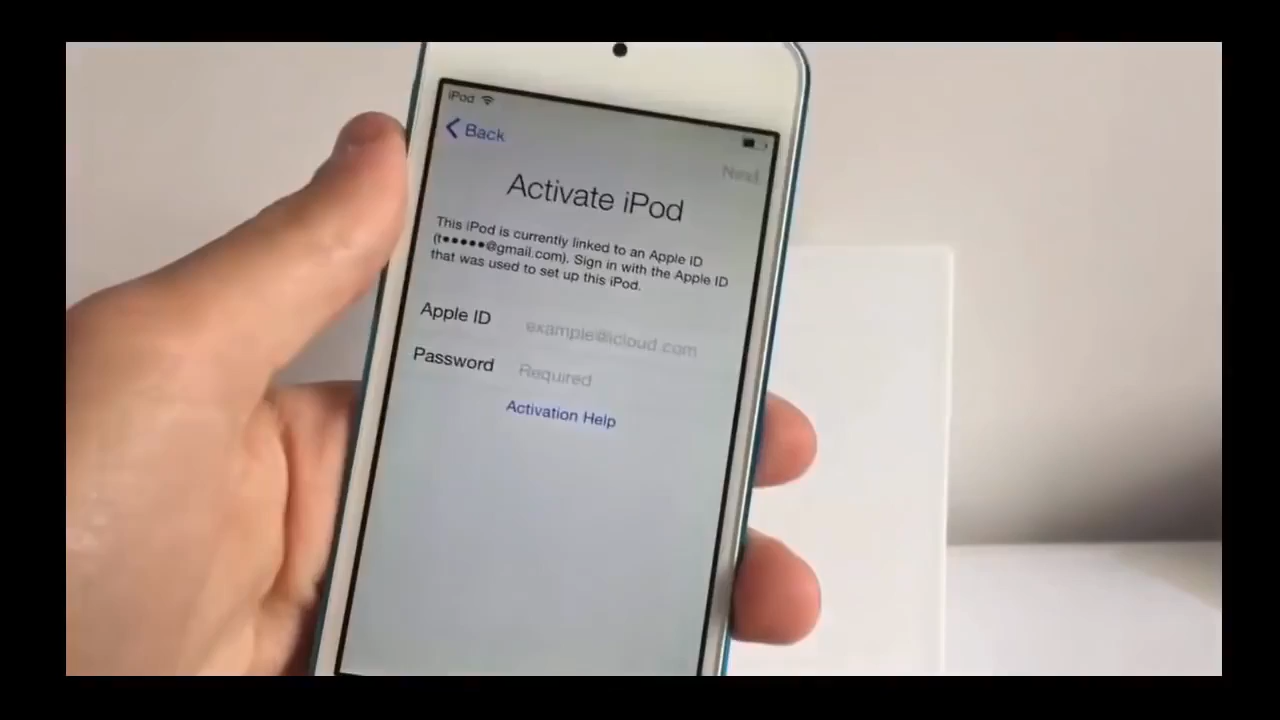 iPod
Back
Next
Activate iPod
This iPod is currently linked to an Apple ID
(t●●●●●@gmail.com). Sign in with the Apple ID
that was used to set up this iPod.
Apple ID example@icloud.com
Password Required
Activation Help